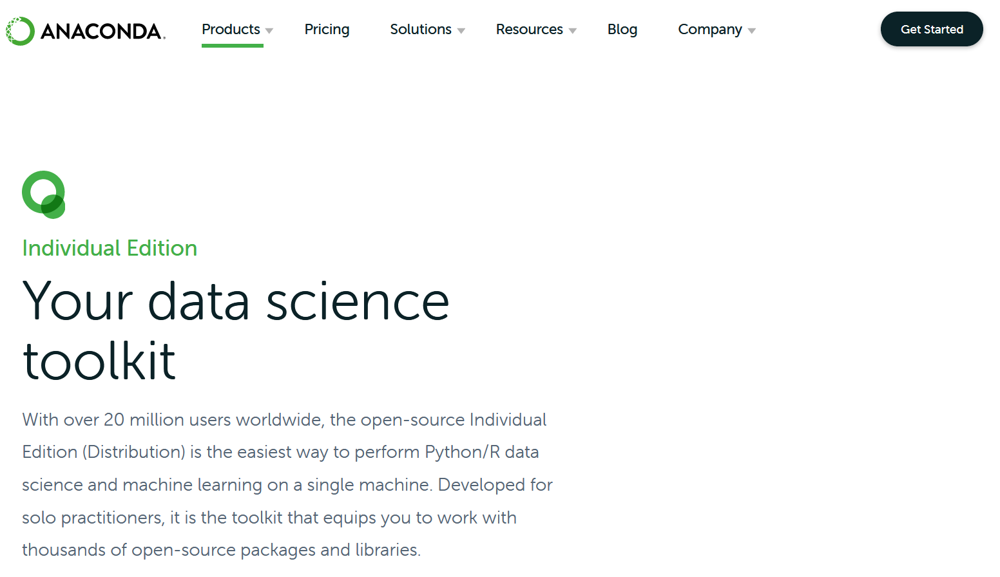 ANACONDA
Products
Pricing
Solutions
Resources
Blog
Company
Get Started
Individual Edition
Your data science
toolkit
With over 20 million users worldwide, the open-source Individual
Edition (Distribution) is the easiest way to perform Python/R data
science and machine learning on a single machine. Developed for
solo practitioners, it is the toolkit that equips you to work with
thousands of open-source packages and libraries.